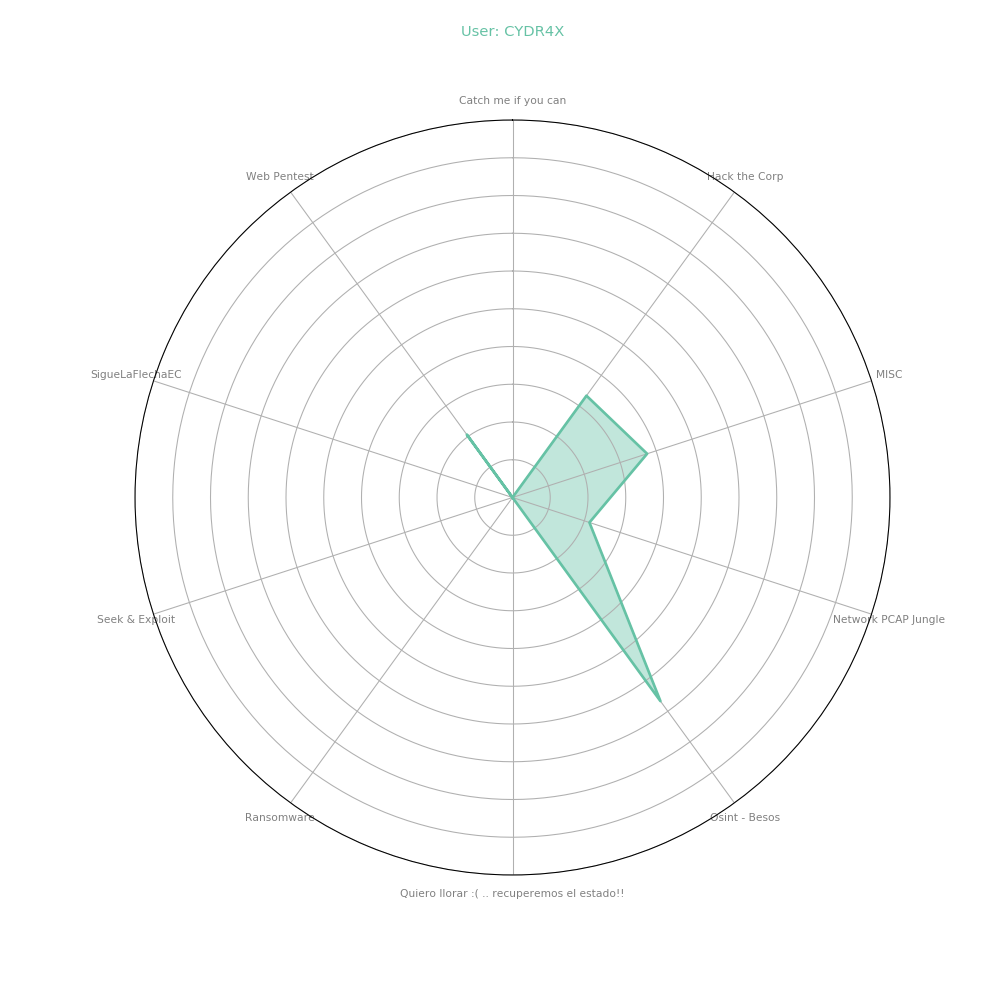 User: CYDR4X
Catch me if you can
Web Pentest
Hack the Corp
SigueLaFlechaEC
MISC
Seek & Exploit
Network PCAP Jungle
Ransomware
Osint - Besos
Quiero llorar :( .. recuperemos el estado!!